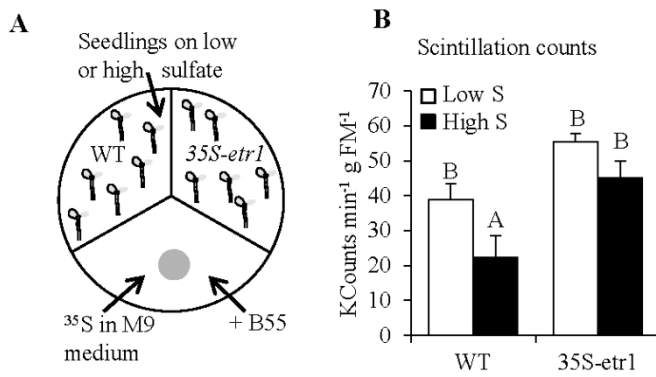 A
Seedlings on low
or high sulfate
WT
35S-etr1
³⁵S in M9
medium
+ B55
B
Scintillation counts
KCounts min⁻¹ g FM⁻¹
70
60
50
40
30
20
10
0
Low S
High S
B
A
B
B
WT
35S-etr1